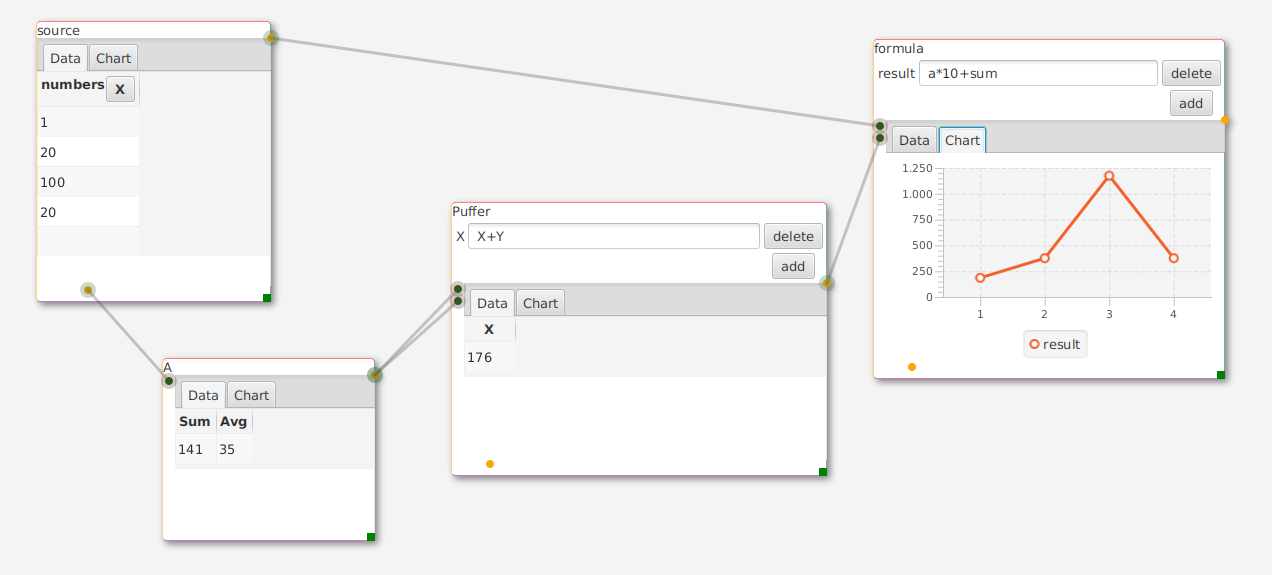 source
Data Chart
numbers X
1
20
100
20
A
Data Chart
Sum Avg
141 35
Puffer
X X+Y delete
add
Data Chart
X
176
formula
result a*10+sum delete
add
Data Chart
1.250
1.000
750
500
250
0
1 2 3 4
result